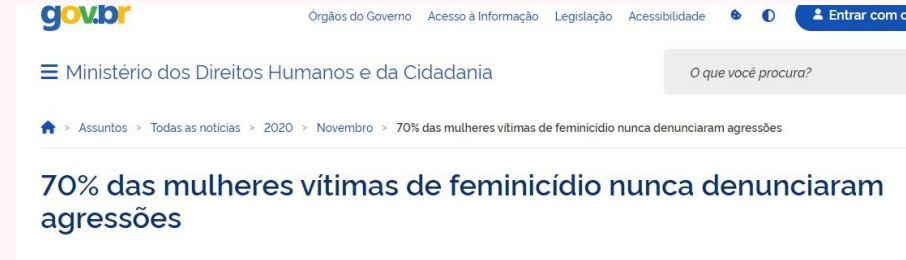 gov.br
Órgãos do Governo Acesso à Informação Legislação Acessibilidade Entrar com o
Ministério dos Direitos Humanos e da Cidadania O que você procura?
> Assuntos > Todas as notícias > 2020 > Novembro > 70% das mulheres vítimas de feminicídio nunca denunciaram agressões
70% das mulheres vítimas de feminicídio nunca denunciaram
agressões